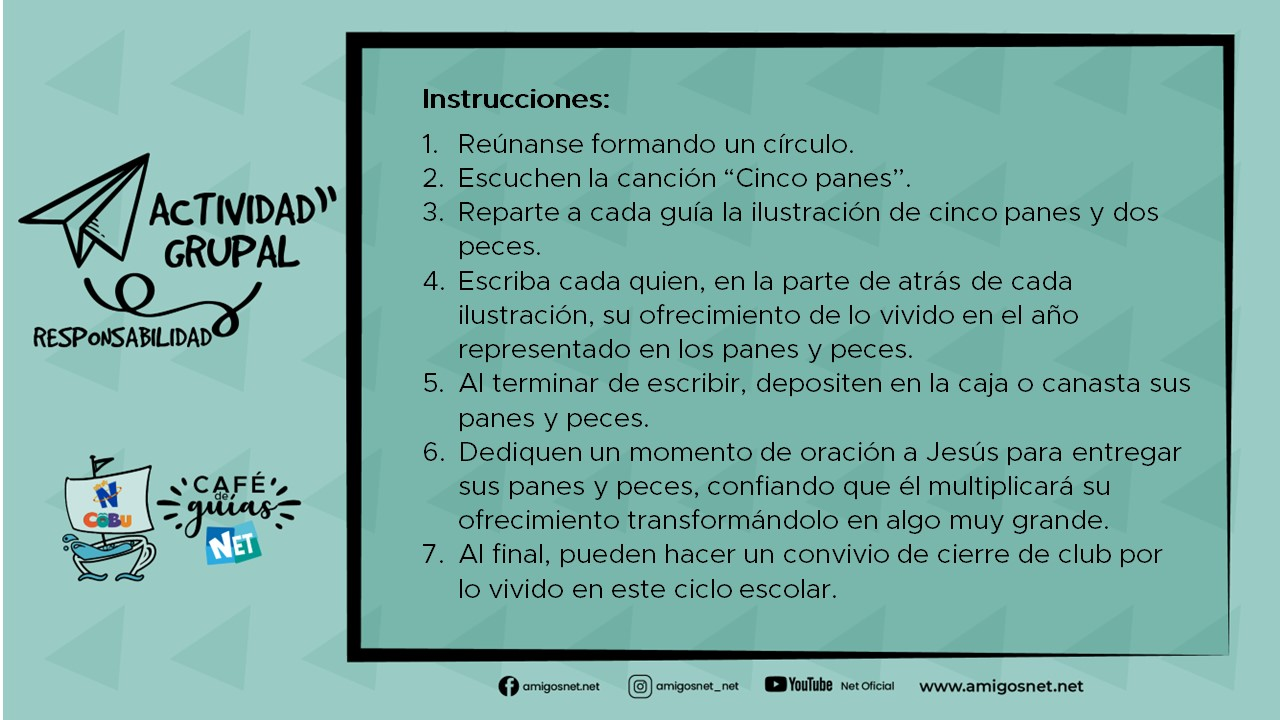 ACTIVIDAD
GRUPAL
RESPONSABILIDAD
N
CÕBU
CAFÉ
de
guías
NET
Instrucciones:
1. Reúnanse formando un círculo.
2. Escuchen la canción “Cinco panes”.
3. Reparte a cada guía la ilustración de cinco panes y dos
peces.
4. Escriba cada quien, en la parte de atrás de cada
ilustración, su ofrecimiento de lo vivido en el año
representado en los panes y peces.
5. Al terminar de escribir, depositen en la caja o canasta sus
panes y peces.
6. Dediquen un momento de oración a Jesús para entregar
sus panes y peces, confiando que él multiplicará su
ofrecimiento transformándolo en algo muy grande.
7. Al final, pueden hacer un convivio de cierre de club por
lo vivido en este ciclo escolar.
amigosnet.net
amigosnet_net
YouTube
Net Oficial
www.amigosnet.net